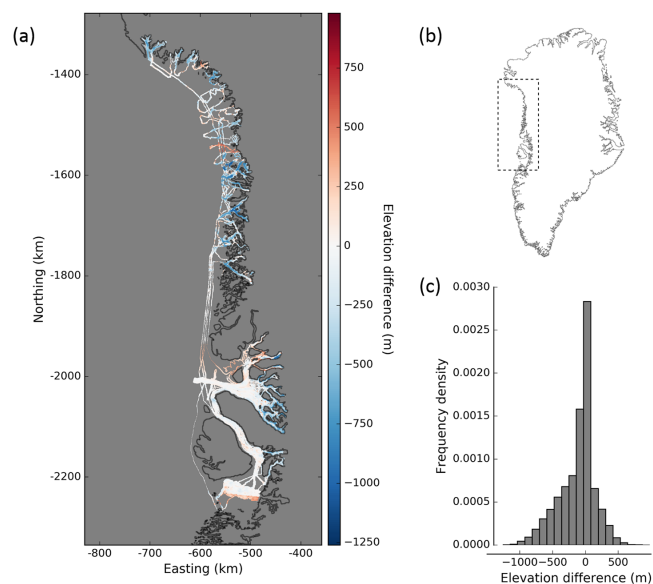 (a)
-1400
-1600
-1800
-2000
-2200
Northing (km)
-800 -700 -600 -500 -400
Easting (km)
750
500
250
0
−250
−500
−750
−1000
−1250
Elevation difference (m)
(b)
(c)
0.0030
0.0025
0.0020
0.0015
0.0010
0.0005
0.0000
Frequency density
−1000 −500 0 500
Elevation difference (m)